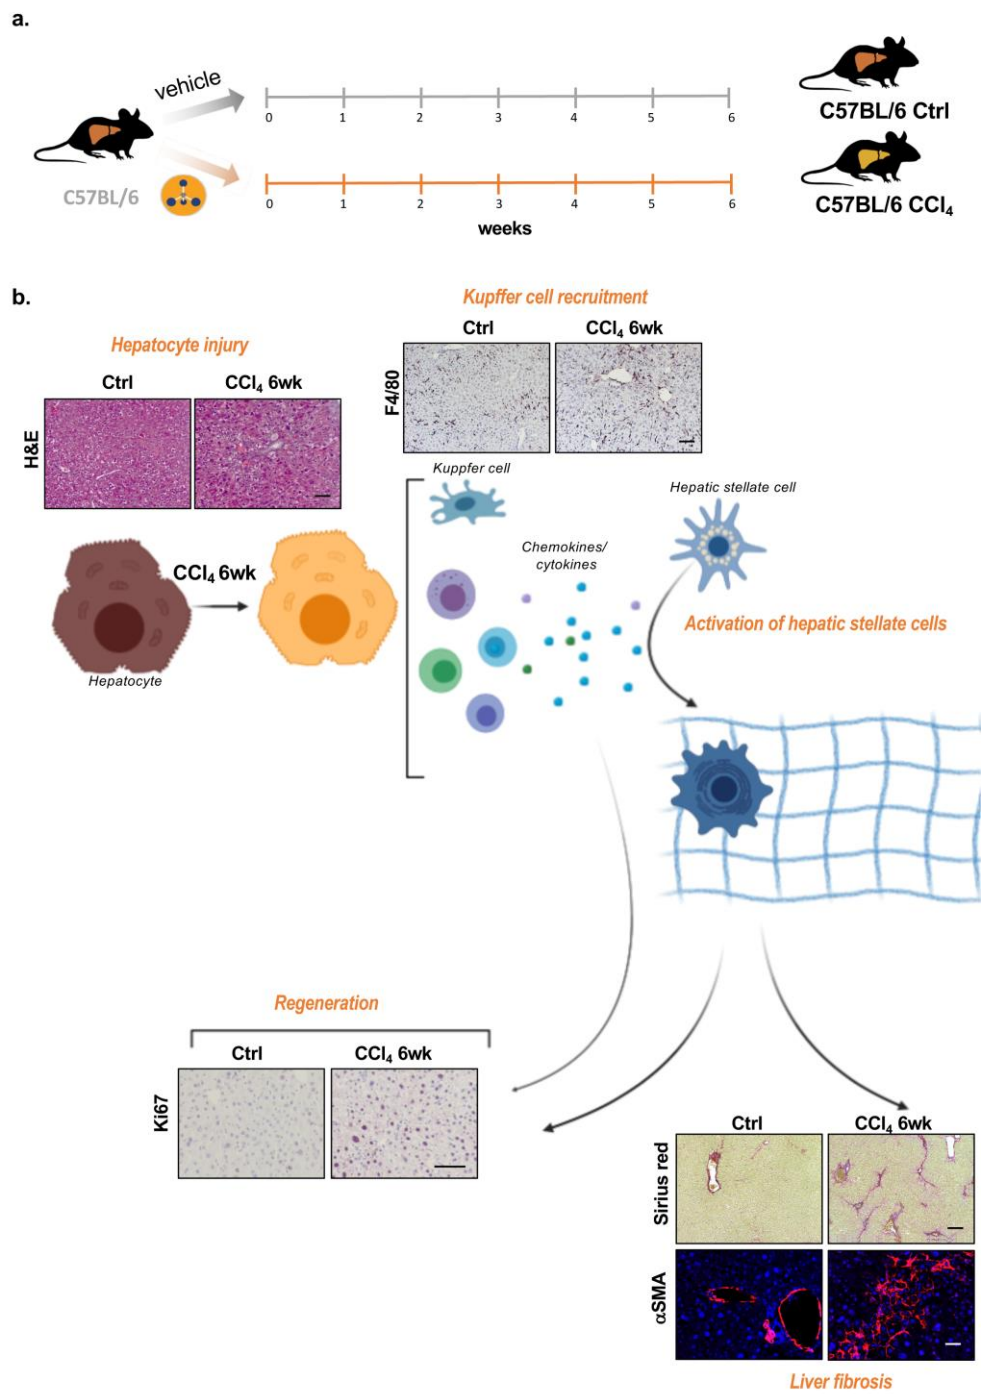 a.
vehicle
C57BL/6
0 1 2 3 4 5 6
0 1 2 3 4 5 6
weeks
C57BL/6 Ctrl
C57BL/6 CCl₄
b.
Kupffer cell recruitment
Ctrl
CCl₄ 6wk
F4/80
Hepatocyte injury
Ctrl
CCl₄ 6wk
H&E
Kuppfer cell
Hepatic stellate cell
Chemokines/
cytokines
CCl₄ 6wk
Hepatocyte
Activation of hepatic stellate cells
Regeneration
Ctrl
CCl₄ 6wk
Ki67
Ctrl
CCl₄ 6wk
Sirius red
αSMA
Liver fibrosis